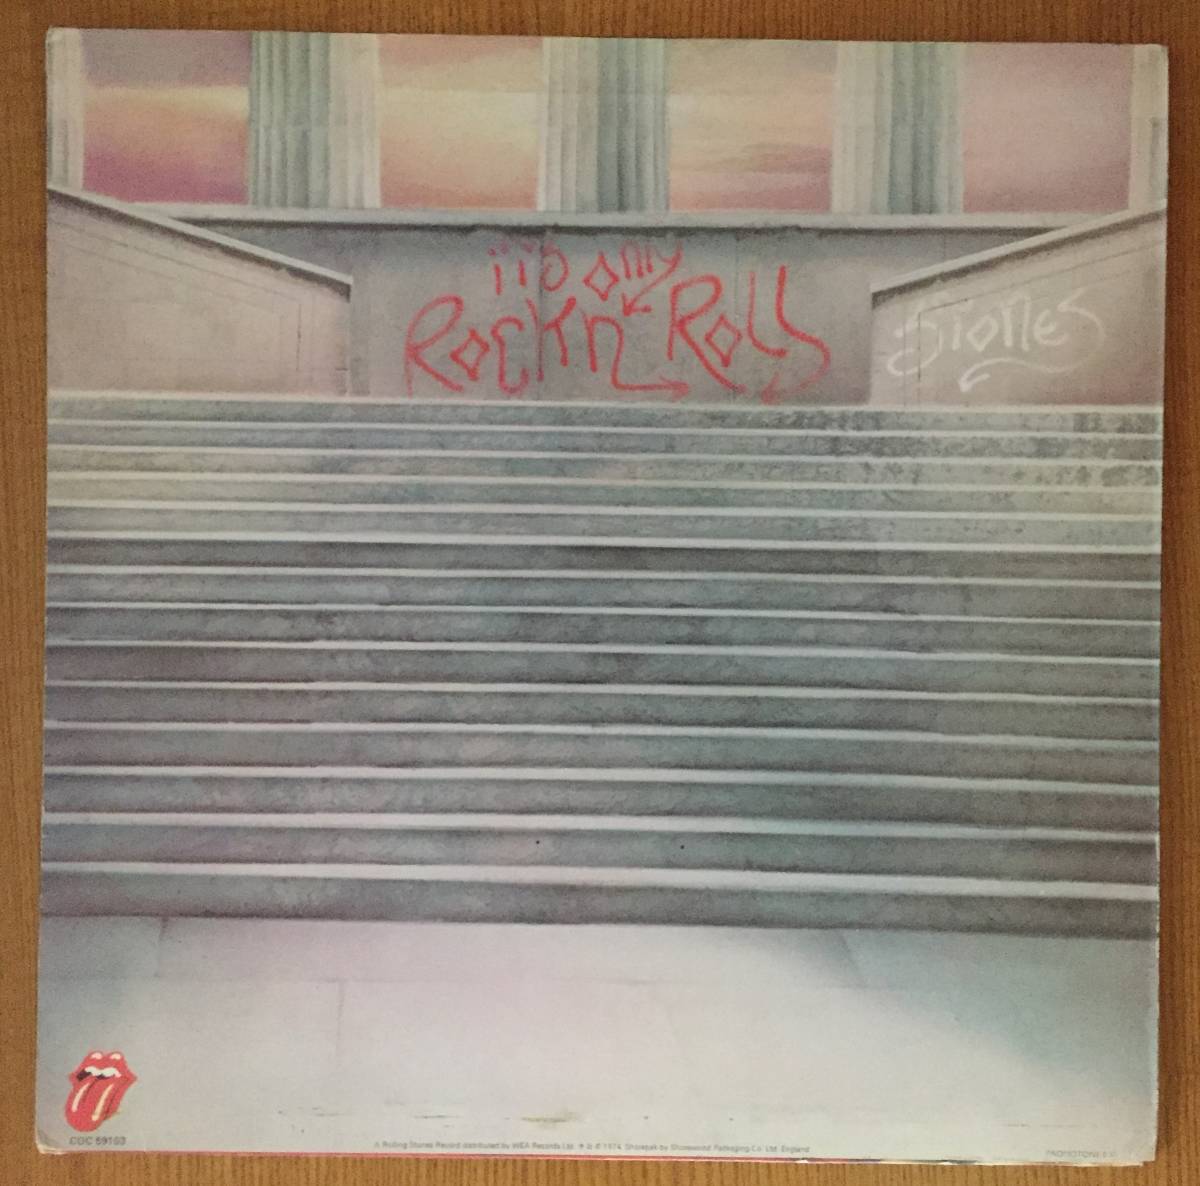 it's only
Rock'n Roll
Stones
COC 59103
A Rolling Stones Record distributed by WEA Records Ltd. ℗ & © 1974. Shorepak by Shorewood Packaging Co. Ltd. England